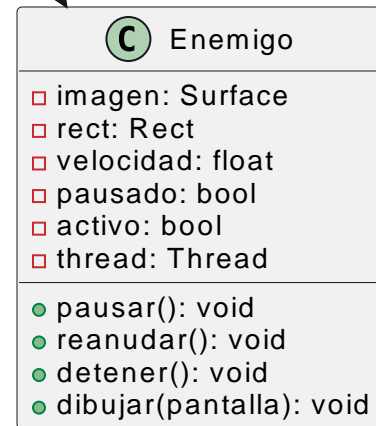 C Enemigo
imagen: Surface
rect: Rect
velocidad: float
pausado: bool
activo: bool
thread: Thread
pausar(): void
reanudar(): void
detener(): void
dibujar(pantalla): void